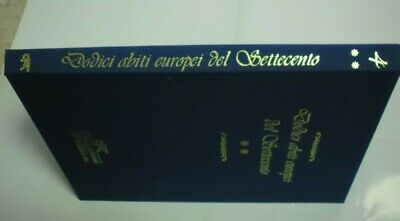 Dodici abiti europei del Settecento
**
Dodici abiti europei
del Settecento
**